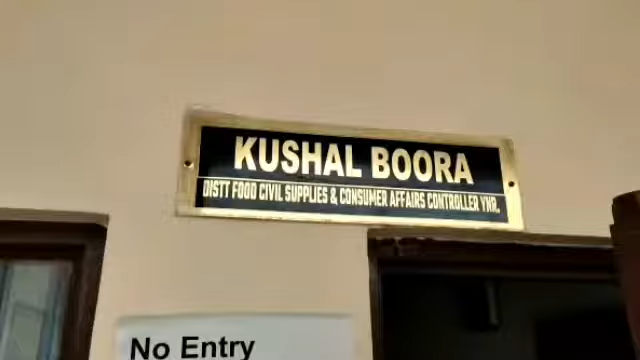 KUSHAL BOORA
DISTT FOOD CIVIL SUPPLIES & CONSUMER AFFAIRS CONTROLLER YNR.
No Entry